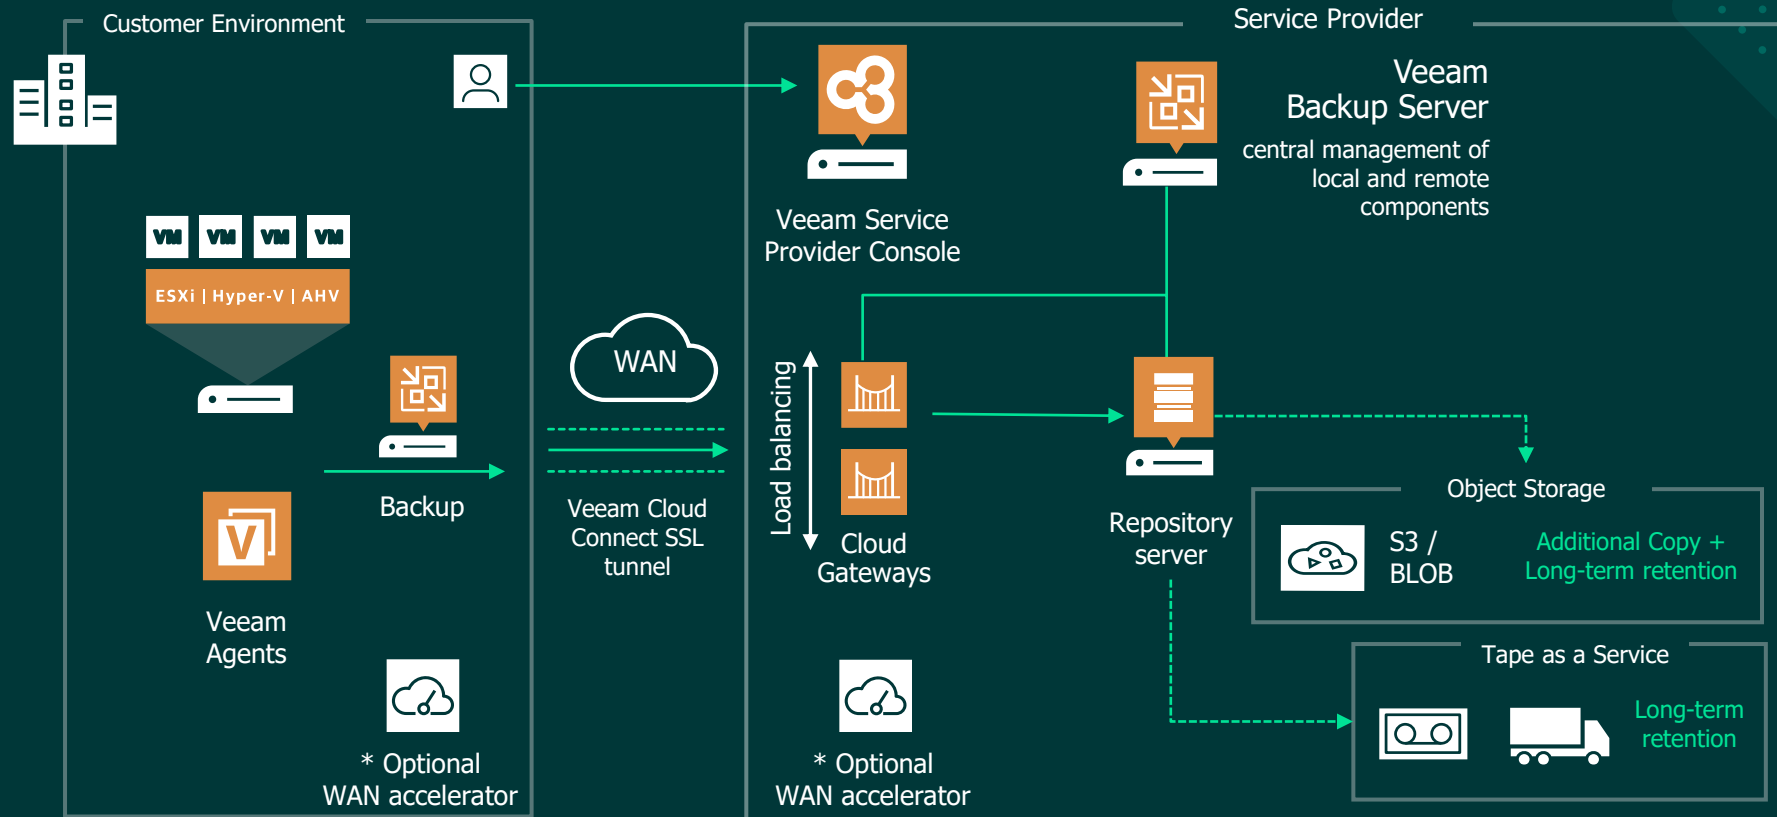 Customer Environment
Service Provider
Veeam
Backup Server
central management of
local and remote
components
Veeam Service
Provider Console
VM VM VM VM
ESXi | Hyper-V | AHV
WAN
Load balancing
Backup
Veeam Cloud
Connect SSL
tunnel
Cloud
Gateways
Repository
server
Object Storage
S3 /
BLOB
Additional Copy +
Long-term retention
V
Veeam
Agents
Tape as a Service
Long-term
retention
* Optional
WAN accelerator
* Optional
WAN accelerator